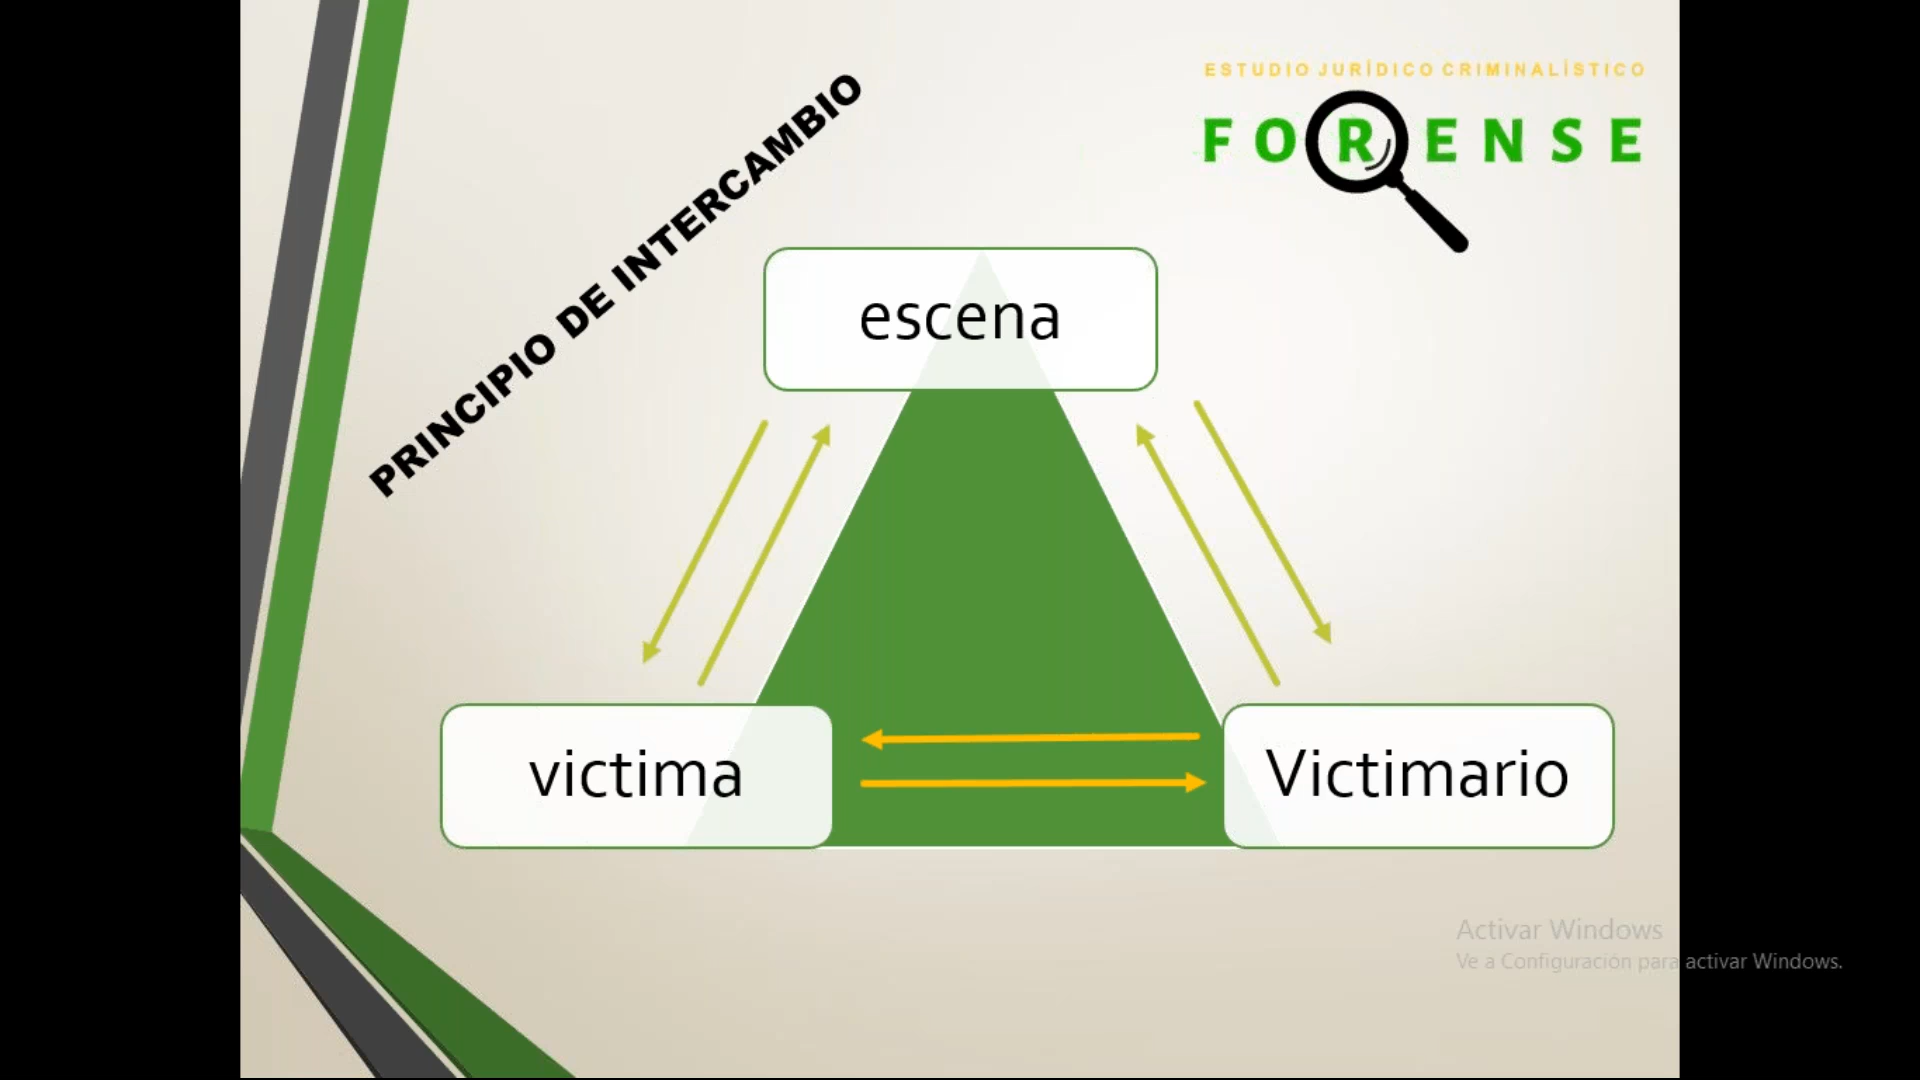 ESTUDIO JURÍDICO CRIMINALÍSTICO
FORENSE
PRINCIPIO DE INTERCAMBIO
escena
victima
Victimario
Activar Windows
Ve a Configuración para activar Windows.